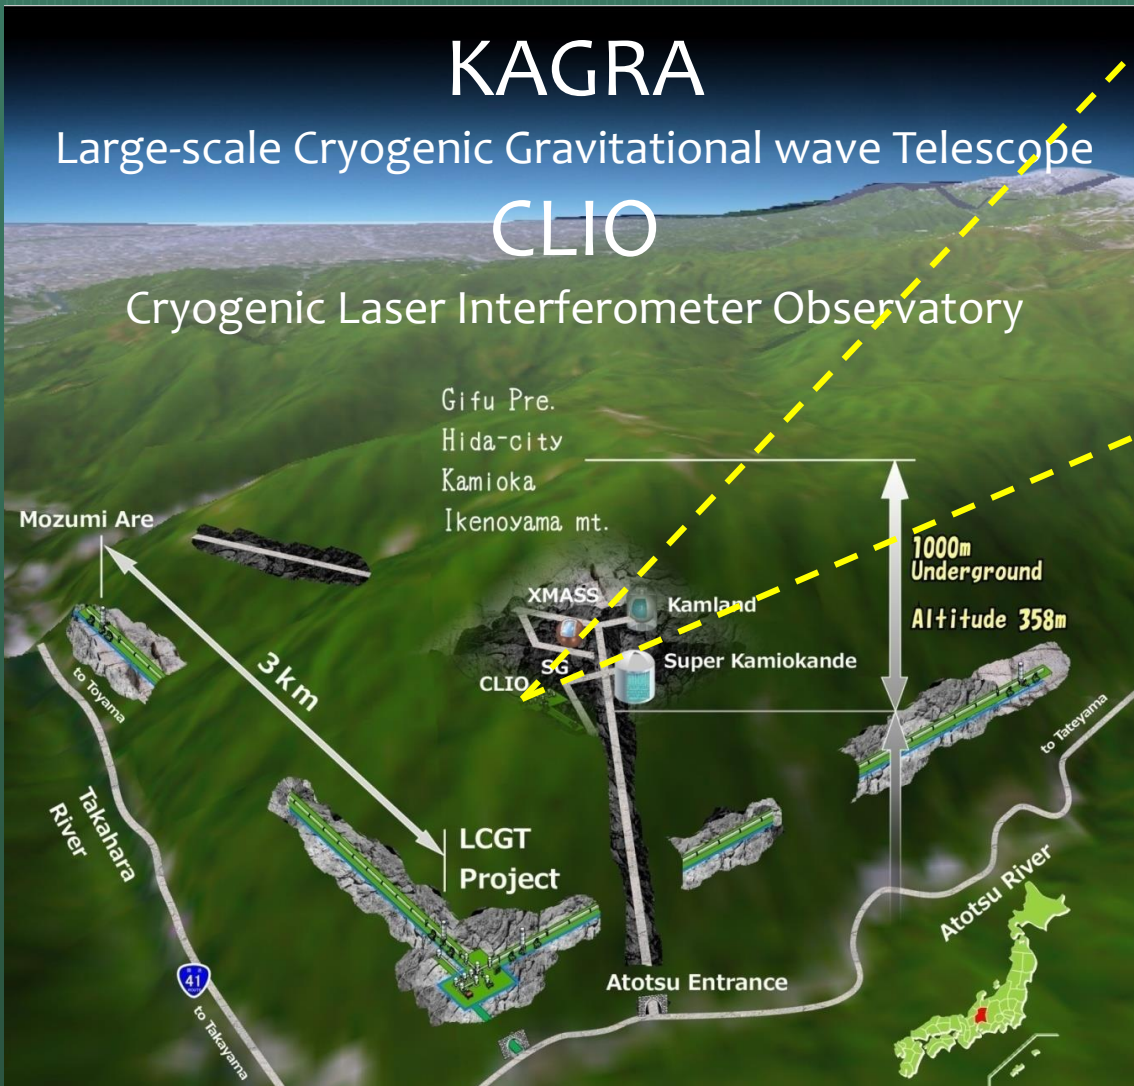 KAGRA
Large-scale Cryogenic Gravitational wave Telescope
CLIO
Cryogenic Laser Interferometer Observatory
Gifu Pre.
Hida-city
Kamioka
Ikenoyama mt.
Mozumi Are
1000m
Underground
Altitude 358m
XMASS
Kamland
SG
Super Kamiokande
CLIO
3km
to Toyama
to Tateyama
Takahara
River
LCGT
Project
Atotsu River
41
Atotsu Entrance
to Takayama